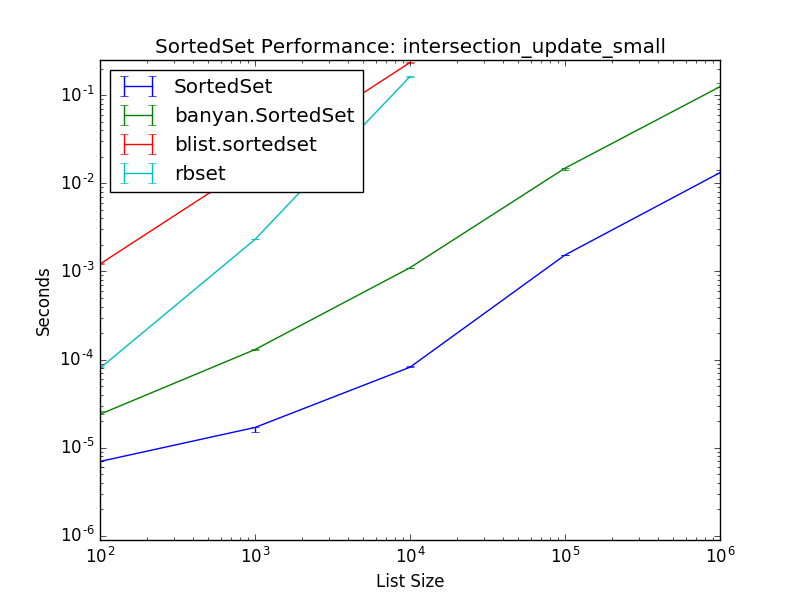 SortedSet Performance: intersection_update_small
SortedSet
banyan.SortedSet
blist.sortedset
rbset
10^-1
10^-2
10^-3
10^-4
10^-5
10^-6
Seconds
10^2 10^3 10^4 10^5 10^6
List Size